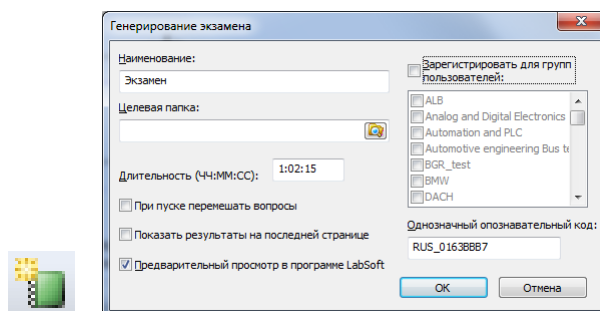 Генерирование экзамена
Наименование:
Экзамен
Целевая папка:
Длительность (ЧЧ:ММ:СС):
1:02:15
При пуске перемешать вопросы
Показать результаты на последней странице
Предварительный просмотр в программе LabSoft
Зарегистрировать для групп
пользователей:
ALB
Analog and Digital Electronics
Automation and PLC
Automotive engineering Bus te
BGR_test
BMW
DACH
Однозначный опознавательный код:
RUS_0163BBB7
OK
Отмена